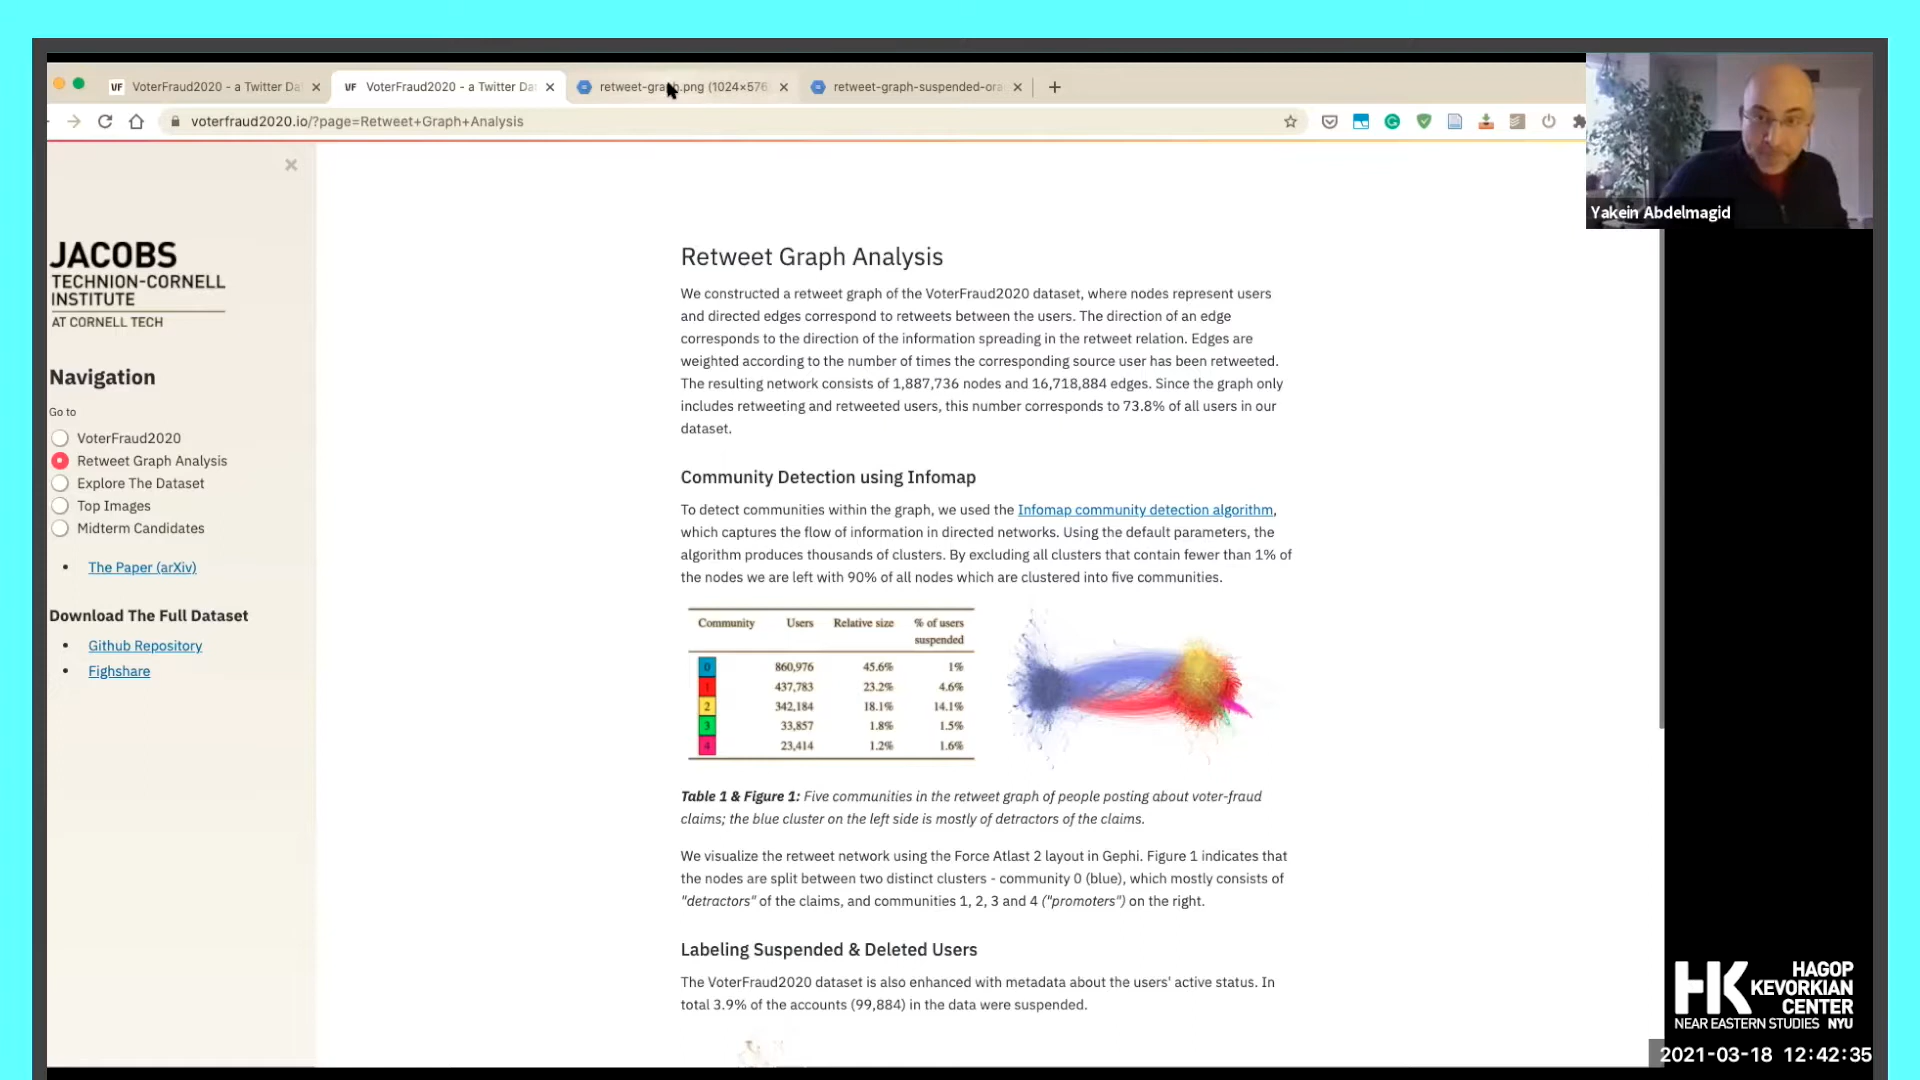 VoterFraud2020 - a Twitter Da
VoterFraud2020 - a Twitter Da
retweet-graph.png (1024×576
retweet-graph-suspended-ora
voterfraud2020.io/?page=Retweet+Graph+Analysis
Yakein Abdelmagid
JACOBS
TECHNION-CORNELL
INSTITUTE
AT CORNELL TECH
Navigation
Go to
VoterFraud2020
Retweet Graph Analysis
Explore The Dataset
Top Images
Midterm Candidates
The Paper (arXiv)
Download The Full Dataset
Github Repository
Fighshare
Retweet Graph Analysis
We constructed a retweet graph of the VoterFraud2020 dataset, where nodes represent users
and directed edges correspond to retweets between the users. The direction of an edge
corresponds to the direction of the information spreading in the retweet relation. Edges are
weighted according to the number of times the corresponding source user has been retweeted.
The resulting network consists of 1,887,736 nodes and 16,718,884 edges. Since the graph only
includes retweeting and retweeted users, this number corresponds to 73.8% of all users in our
dataset.
Community Detection using Infomap
To detect communities within the graph, we used the Infomap community detection algorithm,
which captures the flow of information in directed networks. Using the default parameters, the
algorithm produces thousands of clusters. By excluding all clusters that contain fewer than 1% of
the nodes we are left with 90% of all nodes which are clustered into five communities.
Community Users Relative size % of users
suspended
0 860,976 45.6% 1%
1 437,783 23.2% 4.6%
2 342,184 18.1% 14.1%
3 33,857 1.8% 1.5%
4 23,414 1.2% 1.6%
Table 1 & Figure 1: Five communities in the retweet graph of people posting about voter-fraud
claims; the blue cluster on the left side is mostly of detractors of the claims.
We visualize the retweet network using the Force Atlast 2 layout in Gephi. Figure 1 indicates that
the nodes are split between two distinct clusters - community 0 (blue), which mostly consists of
"detractors" of the claims, and communities 1, 2, 3 and 4 ("promoters") on the right.
Labeling Suspended & Deleted Users
The VoterFraud2020 dataset is also enhanced with metadata about the users' active status. In
total 3.9% of the accounts (99,884) in the data were suspended.
HK HAGOP
KEVORKIAN
CENTER
NEAR EASTERN STUDIES NYU
2021-03-18 12:42:35